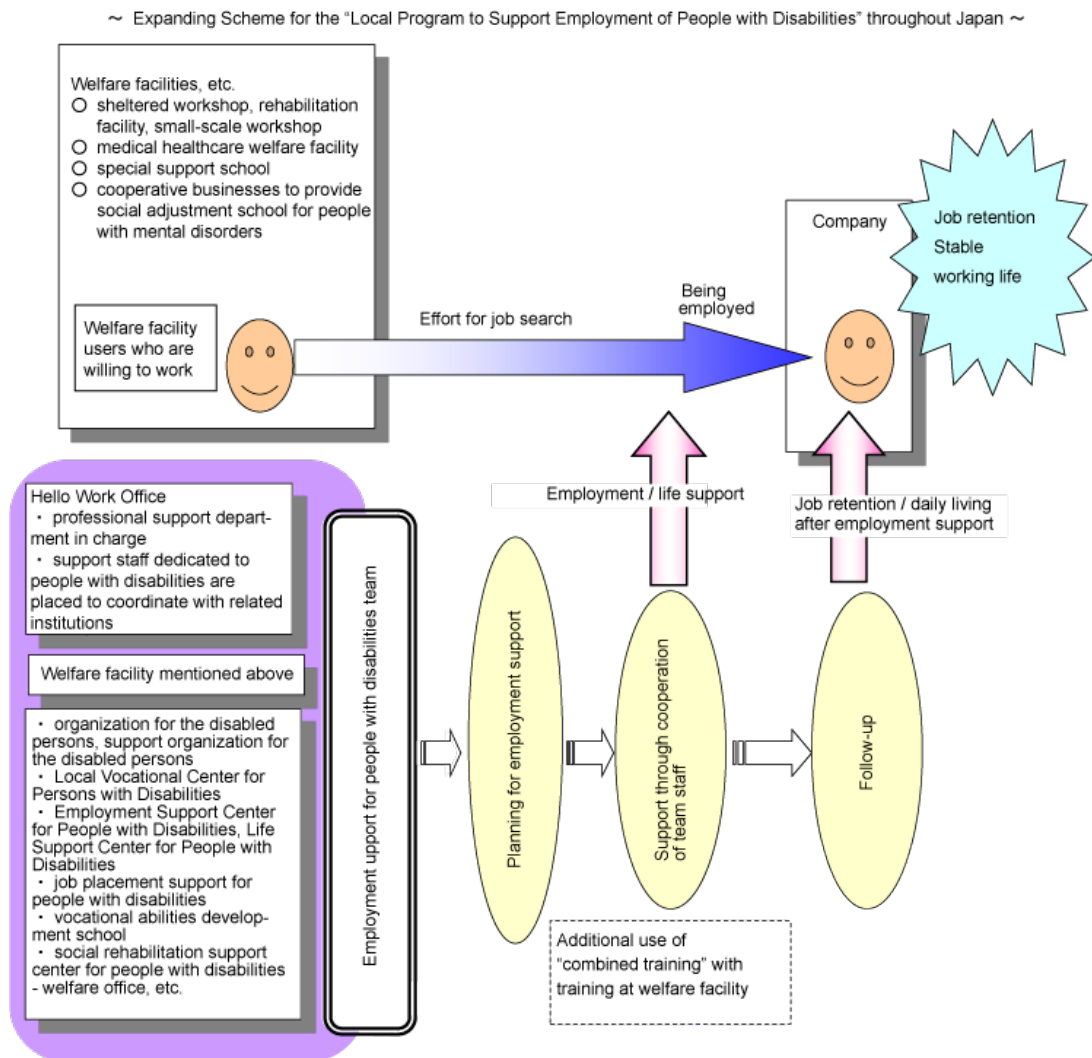 ~ Expanding Scheme for the “Local Program to Support Employment of People with Disabilities” throughout Japan ~
Welfare facilities, etc.
○ sheltered workshop, rehabilitation
facility, small-scale workshop
○ medical healthcare welfare facility
○ special support school
○ cooperative businesses to provide
social adjustment school for people
with mental disorders
Welfare facility
users who are
willing to work
Effort for job search
Being
employed
Company
Job retention
Stable
working life
Employment / life support
Job retention / daily living
after employment support
Hello Work Office
・ professional support depart-
ment in charge
・ support staff dedicated to
people with disabilities are
placed to coordinate with related
institutions
Welfare facility mentioned above
・ organization for the disabled
persons, support organization for
the disabled persons
・ Local Vocational Center for
Persons with Disabilities
・ Employment Support Center
for People with Disabilities, Life
Support Center for People with
Disabilities
・ job placement support for
people with disabilities
・ vocational abilities develop-
ment school
・ social rehabilitation support
center for people with disabilities
- welfare office, etc.
Employment upport for people with disabilities team
Planning for employment support
Support through cooperation
of team staff
Follow-up
Additional use of
“combined training” with
training at welfare facility